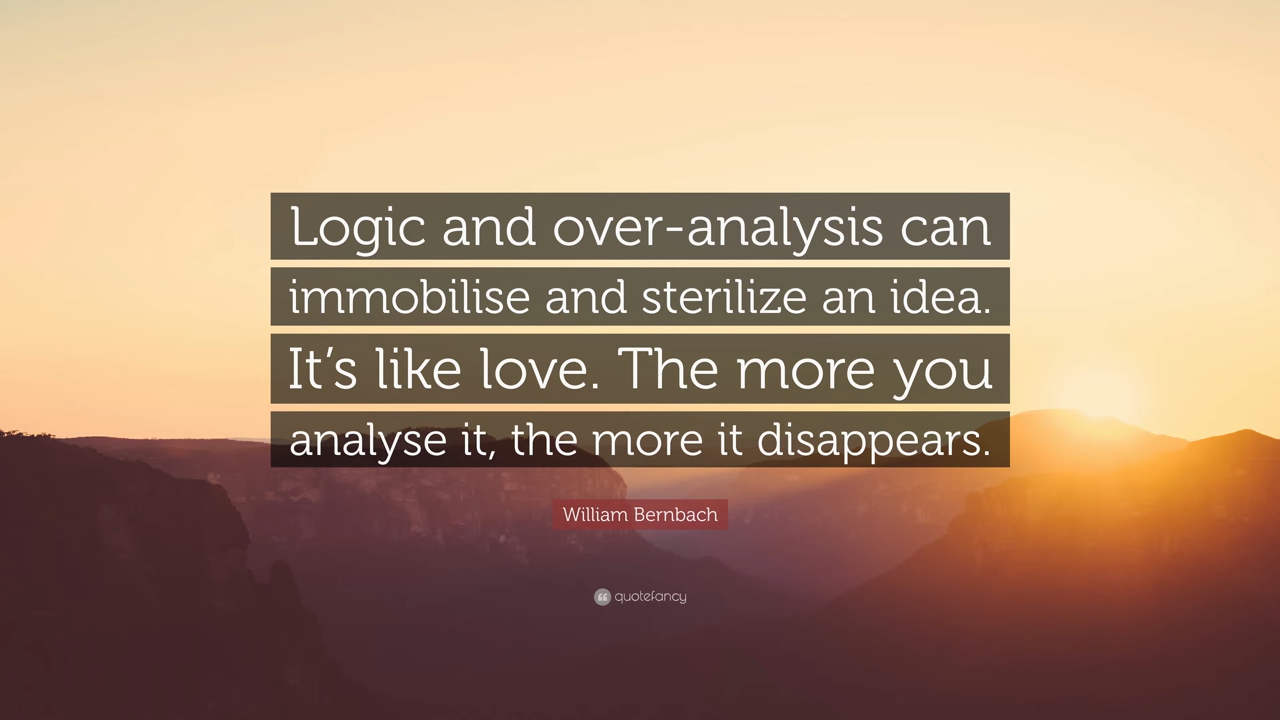 Logic and over-analysis can
immobilise and sterilize an idea.
It’s like love. The more you
analyse it, the more it disappears.
William Bernbach
quotefancy